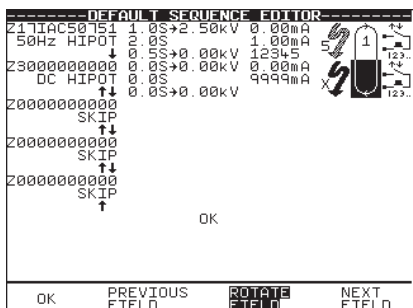 DEFAULT SEQUENCE EDITOR
Z17IAC50751 1.0S→2.50kV 0.00mA
50Hz HIPOT 2.0S 1.00mA 5 1
↓ 0.5S→0.00kV 12345 123..
Z3000000000 0.0S→0.00kV 0.00mA
DC HIPOT 0.0S 9999mA X
↑↓ 0.0S→0.00kV 123..
Z0000000000
SKIP
↑↓
Z0000000000
SKIP
↑↓
Z0000000000
SKIP
↑
OK
OK PREVIOUS FIELD ROTATE FIELD NEXT FIELD